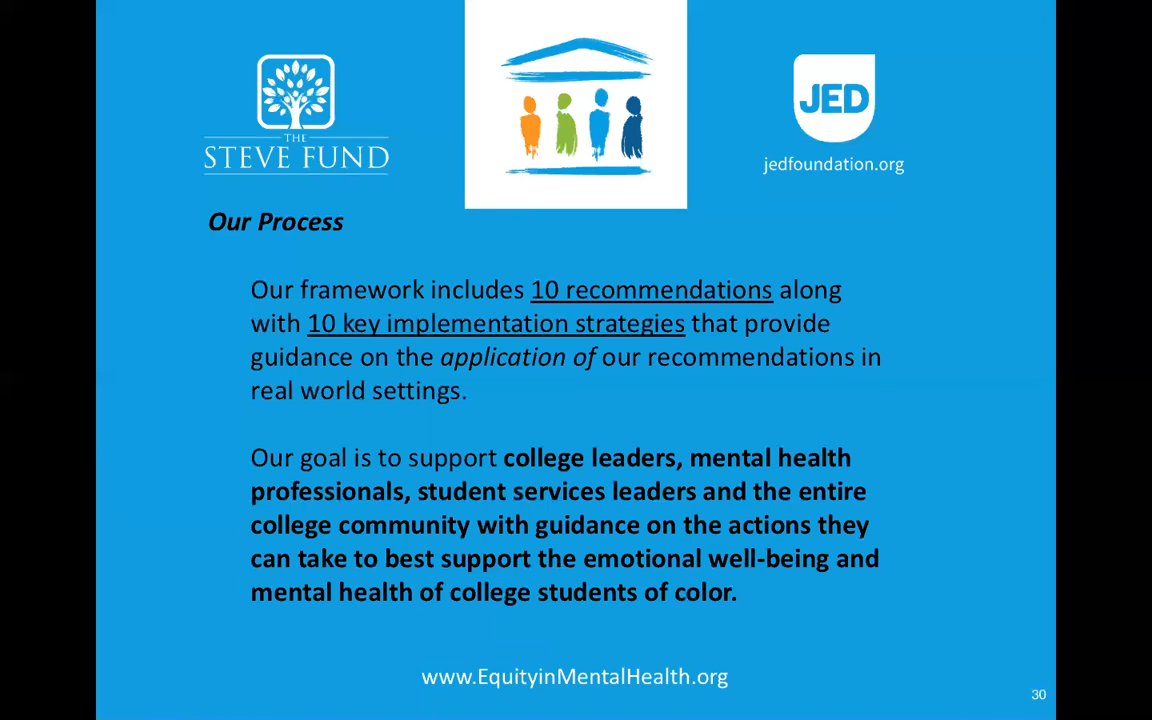 THE
STEVE FUND
JED
jedfoundation.org
Our Process
Our framework includes 10 recommendations along
with 10 key implementation strategies that provide
guidance on the application of our recommendations in
real world settings.
Our goal is to support college leaders, mental health
professionals, student services leaders and the entire
college community with guidance on the actions they
can take to best support the emotional well-being and
mental health of college students of color.
www.EquityinMentalHealth.org
30